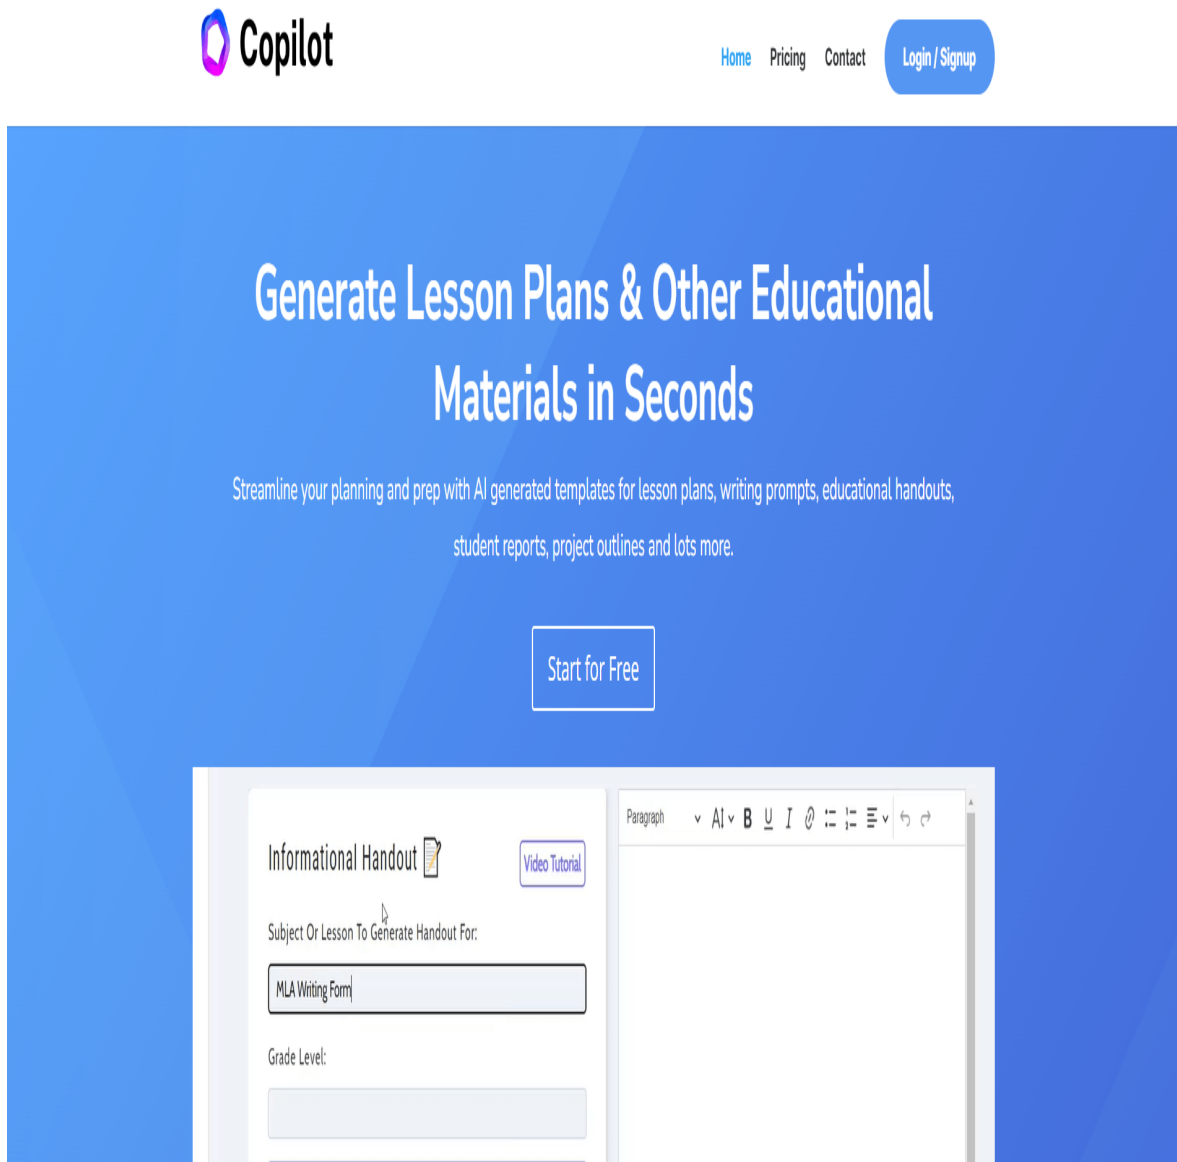 Copilot
Home Pricing Contact Login / Signup
Generate Lesson Plans & Other Educational
Materials in Seconds
Streamline your planning and prep with AI generated templates for lesson plans, writing prompts, educational handouts,
student reports, project outlines and lots more.
Start for Free
Informational Handout
Video Tutorial
Subject Or Lesson To Generate Handout For:
MLA Writing Form
Grade Level:
Paragraph AI B U I